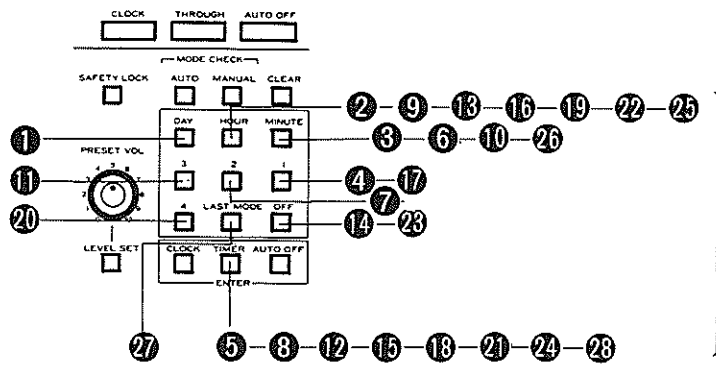 CLOCK THROUGH AUTO OFF
MODE CHECK
SAFETY LOCK AUTO MANUAL CLEAR
2 9 13 16 19 22 25
DAY HOUR MINUTE
1 3 6 10 26
PRESET VOL
3 2 1
11 4 17
7
4 LAST MODE OFF
20 14 23
LEVEL SET CLOCK TIMER AUTO OFF
ENTER
27 5 8 12 15 18 21 24 28